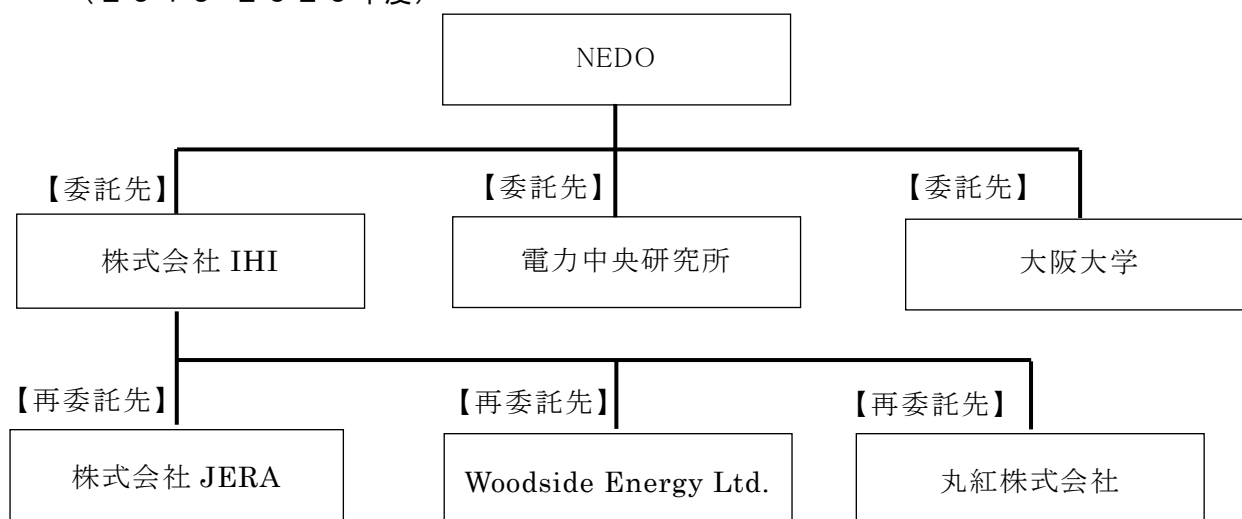 NEDO
【委託先】
【委託先】
【委託先】
株式会社 IHI
電力中央研究所
大阪大学
【再委託先】
【再委託先】
【再委託先】
株式会社 JERA
Woodside Energy Ltd.
丸紅株式会社